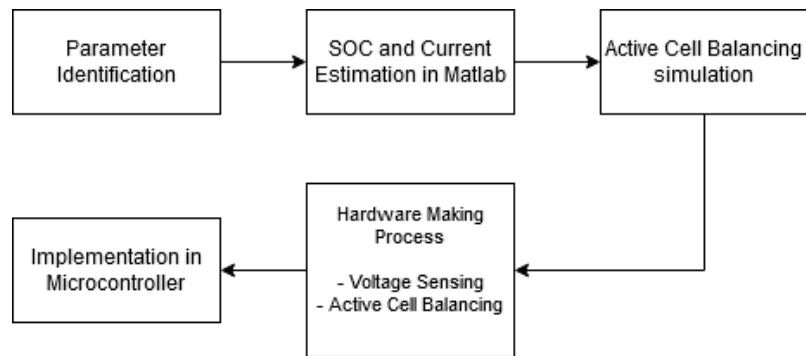 Parameter
Identification
SOC and Current
Estimation in Matlab
Active Cell Balancing
simulation
Hardware Making
Process
- Voltage Sensing
- Active Cell Balancing
Implementation in
Microcontroller